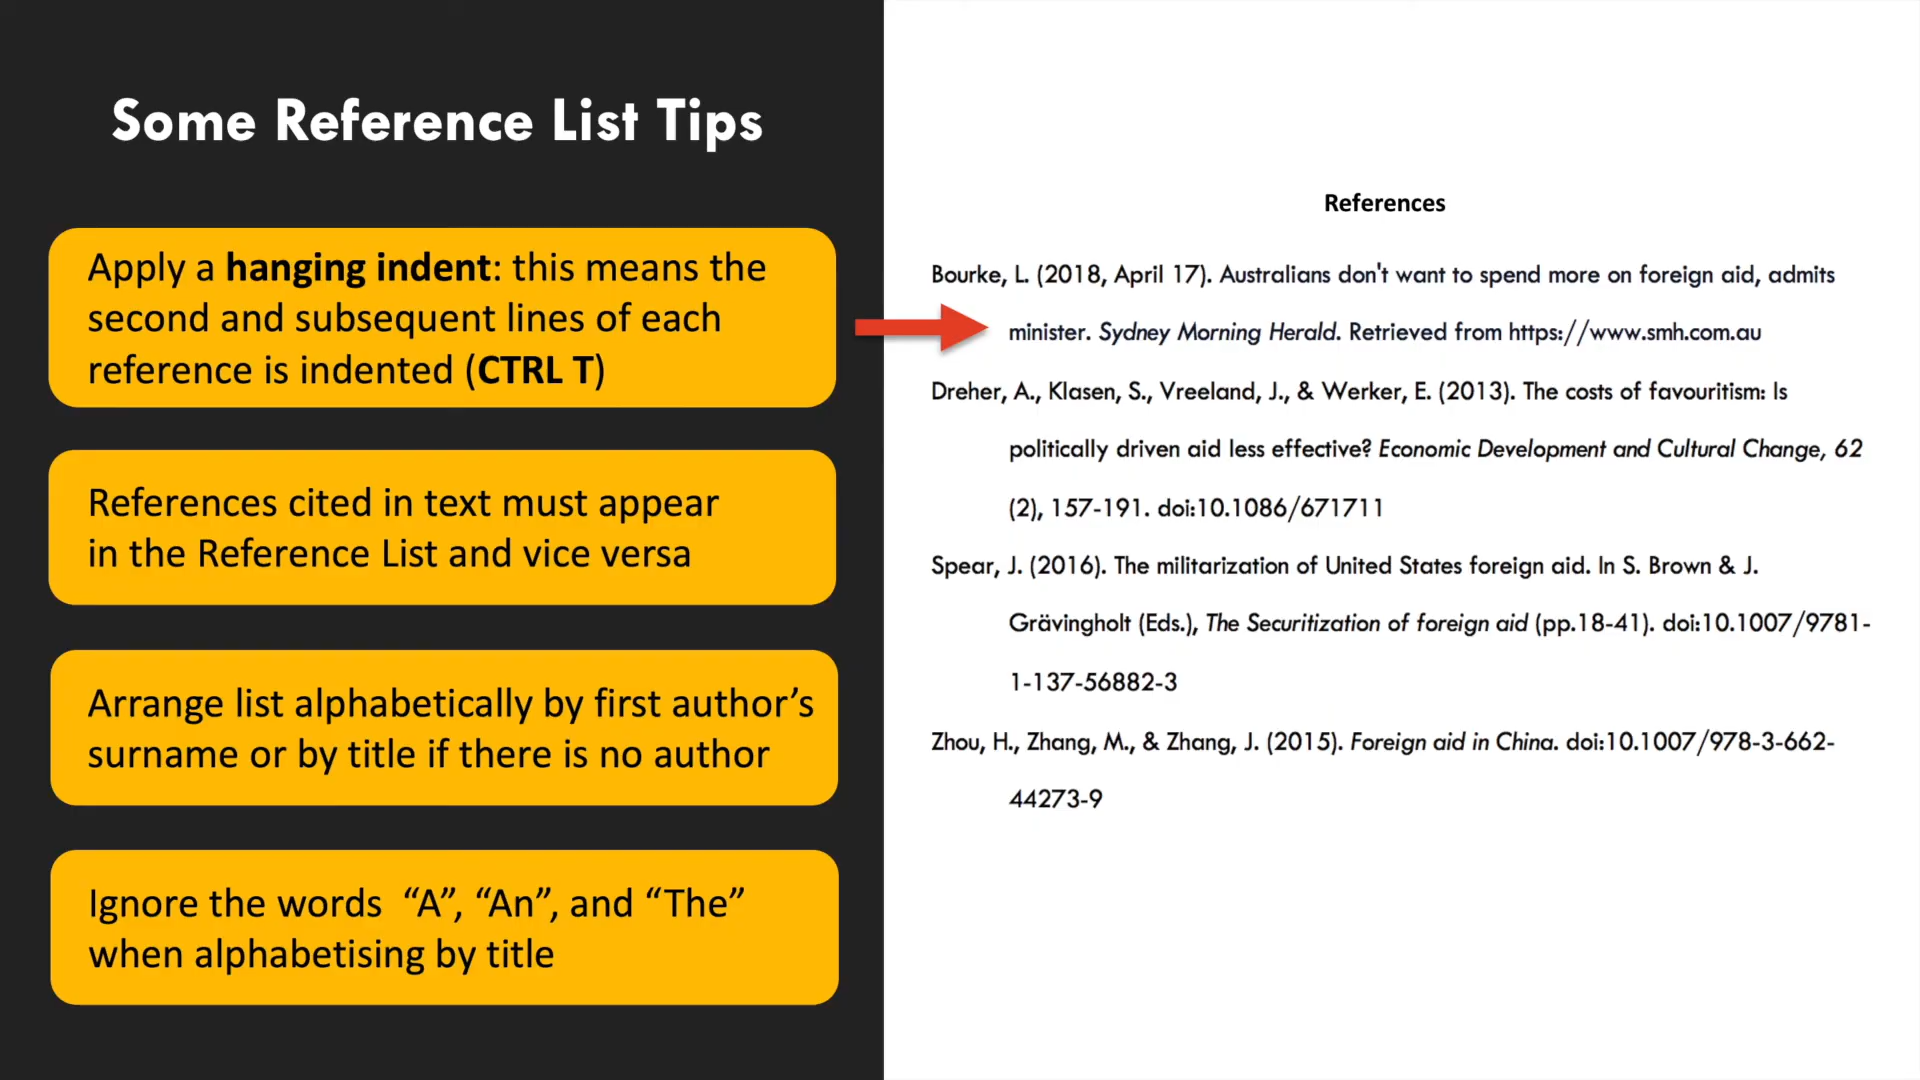 Some Reference List Tips
Apply a hanging indent: this means the
second and subsequent lines of each
reference is indented (CTRL T)
References cited in text must appear
in the Reference List and vice versa
Arrange list alphabetically by first author’s
surname or by title if there is no author
Ignore the words  “A”, “An”, and “The”
when alphabetising by title
References
Bourke, L. (2018, April 17). Australians don't want to spend more on foreign aid, admits
minister. Sydney Morning Herald. Retrieved from https://www.smh.com.au
Dreher, A., Klasen, S., Vreeland, J., & Werker, E. (2013). The costs of favouritism: Is
politically driven aid less effective? Economic Development and Cultural Change, 62
(2), 157-191. doi:10.1086/671711
Spear, J. (2016). The militarization of United States foreign aid. In S. Brown & J.
Grävingholt (Eds.), The Securitization of foreign aid (pp.18-41). doi:10.1007/9781-
1-137-56882-3
Zhou, H., Zhang, M., & Zhang, J. (2015). Foreign aid in China. doi:10.1007/978-3-662-
44273-9